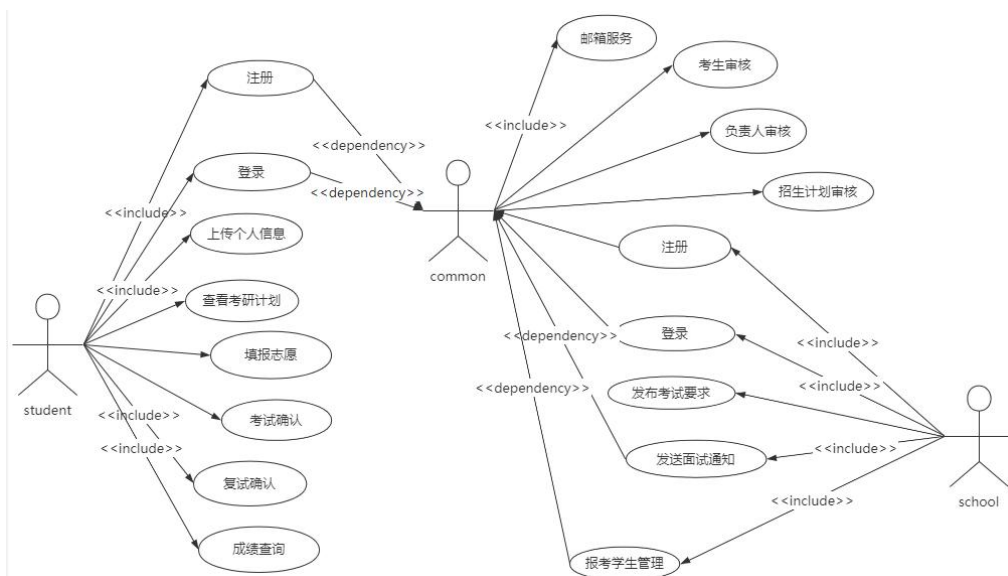 邮箱服务
考生审核
注册
<<include>>
负责人审核
<<dependency>>
登录
<<dependency>>
招生计划审核
<<include>>
上传个人信息
注册
common
<<include>>
查看考研计划
<<dependency>>
登录
<<include>>
填报志愿
student
<<dependency>>
<<include>>
发布考试要求
<<include>>
考试确认
<<include>>
发送面试通知
<<include>>
school
复试确认
<<include>>
成绩查询
报考学生管理